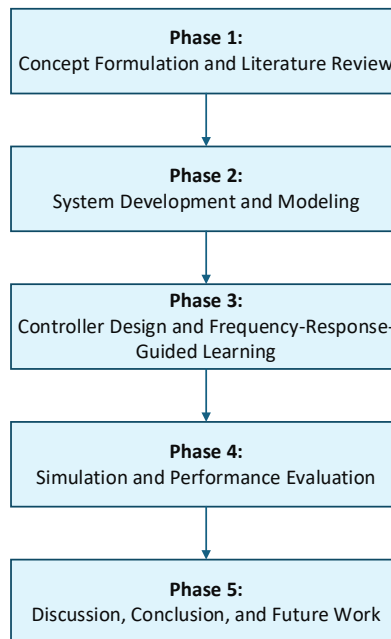 Phase 1:
Concept Formulation and Literature Review
Phase 2:
System Development and Modeling
Phase 3:
Controller Design and Frequency-Response-
Guided Learning
Phase 4:
Simulation and Performance Evaluation
Phase 5:
Discussion, Conclusion, and Future Work